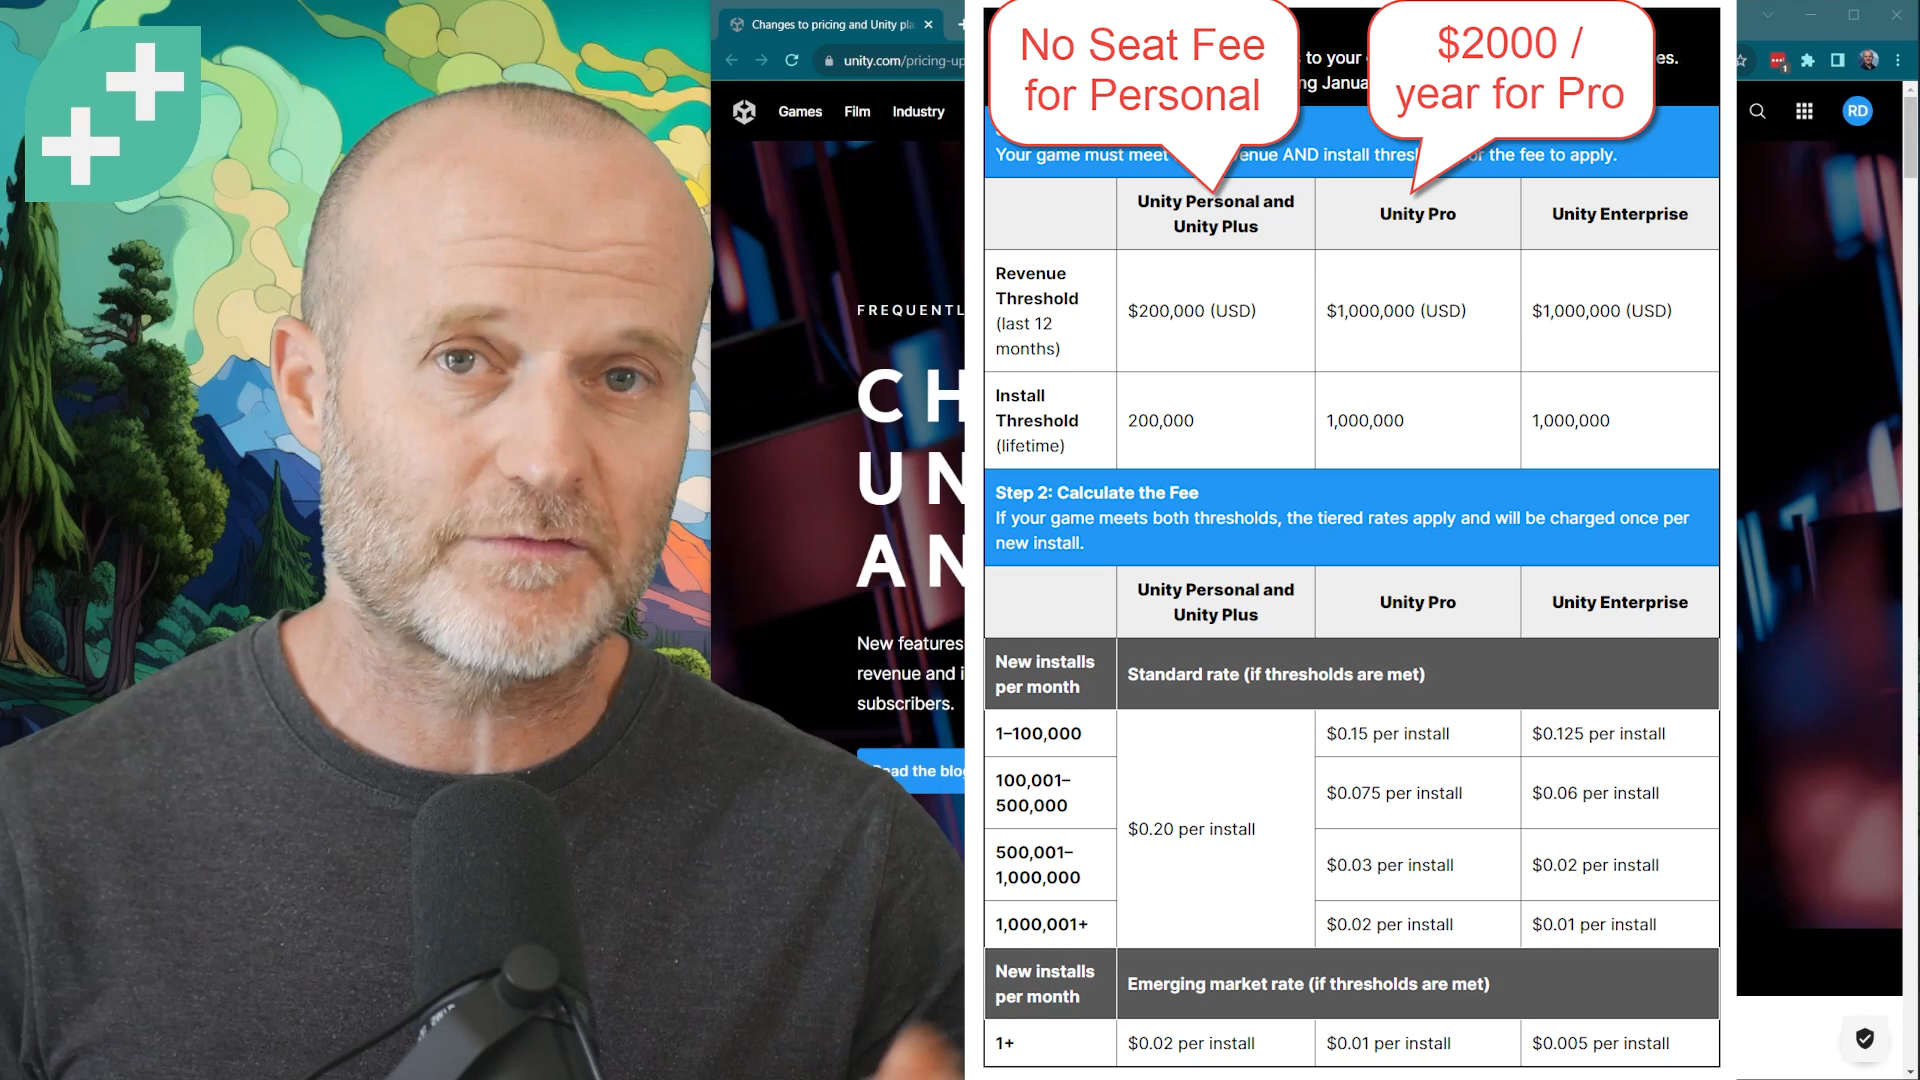 Changes to pricing and Unity pla
unity.com/pricing-up
Games Film Industry
RD
FREQUENTL
CH
UN
AN
New features
revenue and i
subscribers.
Read the blog
No Seat Fee
for Personal
$2000 /
year for Pro
s to your
es.
ng Janua
Your game must meet enue AND install thres the fee to apply.
Unity Personal and
Unity Plus
Unity Pro
Unity Enterprise
Revenue
Threshold
(last 12
months)
$200,000 (USD)
$1,000,000 (USD)
$1,000,000 (USD)
Install
Threshold
(lifetime)
200,000
1,000,000
1,000,000
Step 2: Calculate the Fee
If your game meets both thresholds, the tiered rates apply and will be charged once per
new install.
Unity Personal and
Unity Plus
Unity Pro
Unity Enterprise
New installs
per month
Standard rate (if thresholds are met)
1–100,000
$0.15 per install
$0.125 per install
100,001–
500,000
$0.075 per install
$0.06 per install
$0.20 per install
500,001–
1,000,000
$0.03 per install
$0.02 per install
1,000,001+
$0.02 per install
$0.01 per install
New installs
per month
Emerging market rate (if thresholds are met)
1+
$0.02 per install
$0.01 per install
$0.005 per install